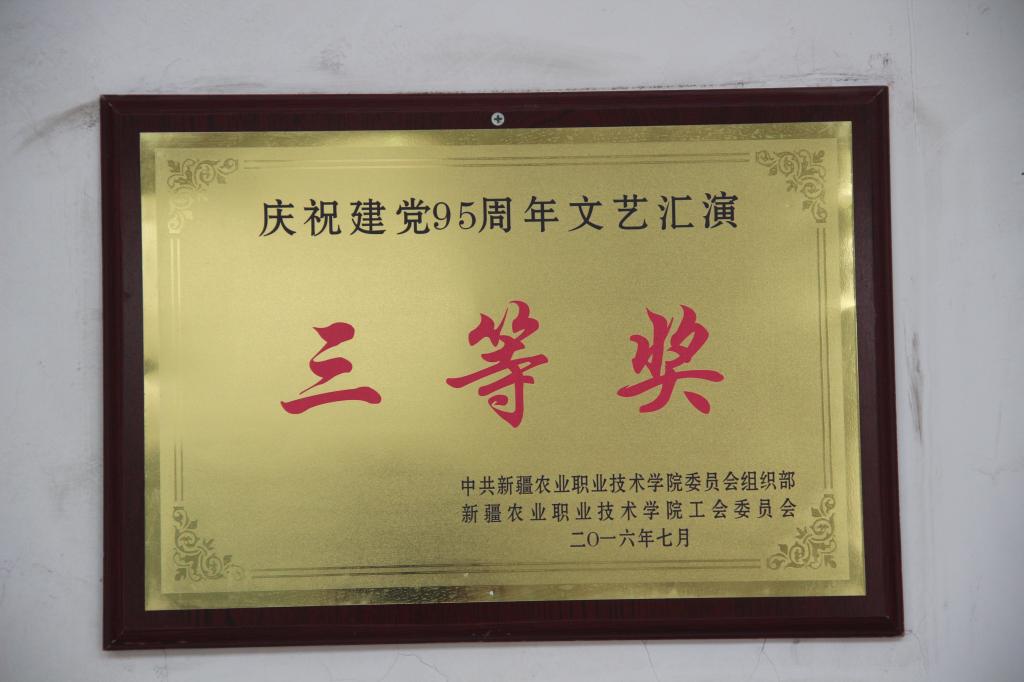 庆祝建党95周年文艺汇演
三等奖
中共新疆农业职业技术学院委员会组织部
新疆农业职业技术学院工会委员会
二〇一六年七月